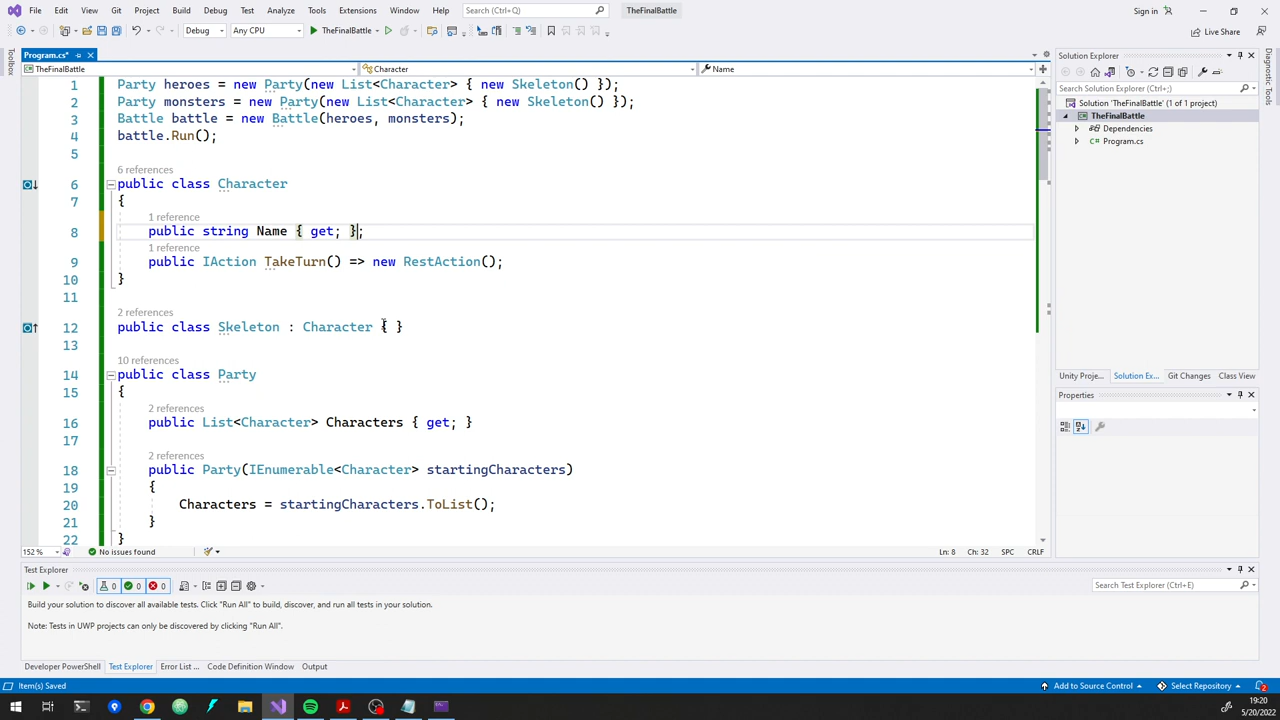 File Edit View Git Project Build Debug Test Analyze Tools Extensions Window Help Search (Ctrl+Q) TheFinalBattle Sign in
Debug Any CPU TheFinalBattle Live Share
Toolbox
Program.cs*
TheFinalBattle Character Name
1 Party heroes = new Party(new List<Character> { new Skeleton() });
2 Party monsters = new Party(new List<Character> { new Skeleton() });
3 Battle battle = new Battle(heroes, monsters);
4 battle.Run();
5
6 references
6 public class Character
7 {
1 reference
8 public string Name { get; };
1 reference
9 public IAction TakeTurn() => new RestAction();
10 }
11
2 references
12 public class Skeleton : Character { }
13
10 references
14 public class Party
15 {
2 references
16 public List<Character> Characters { get; }
17
2 references
18 public Party(IEnumerable<Character> startingCharacters)
19 {
20 Characters = startingCharacters.ToList();
21 }
22 }
152 % No issues found Ln: 8 Ch: 32 SPC CRLF
Solution Explorer
Search Solution Explorer (Ctrl+;)
Solution 'TheFinalBattle' (1 of 1 project)
TheFinalBattle
Dependencies
Program.cs
Unity Proje... Solution Ex... Git Changes Class View
Properties
Diagnostic Tools
Test Explorer
0 0 0 Search Test Explorer (Ctrl+E)
Build your solution to discover all available tests. Click "Run All" to build, discover, and run all tests in your solution.
Note: Tests in UWP projects can only be discovered by clicking "Run All".
Developer PowerShell Test Explorer Error List ... Code Definition Window Output
Item(s) Saved Add to Source Control Select Repository 2
19:20
5/20/2022